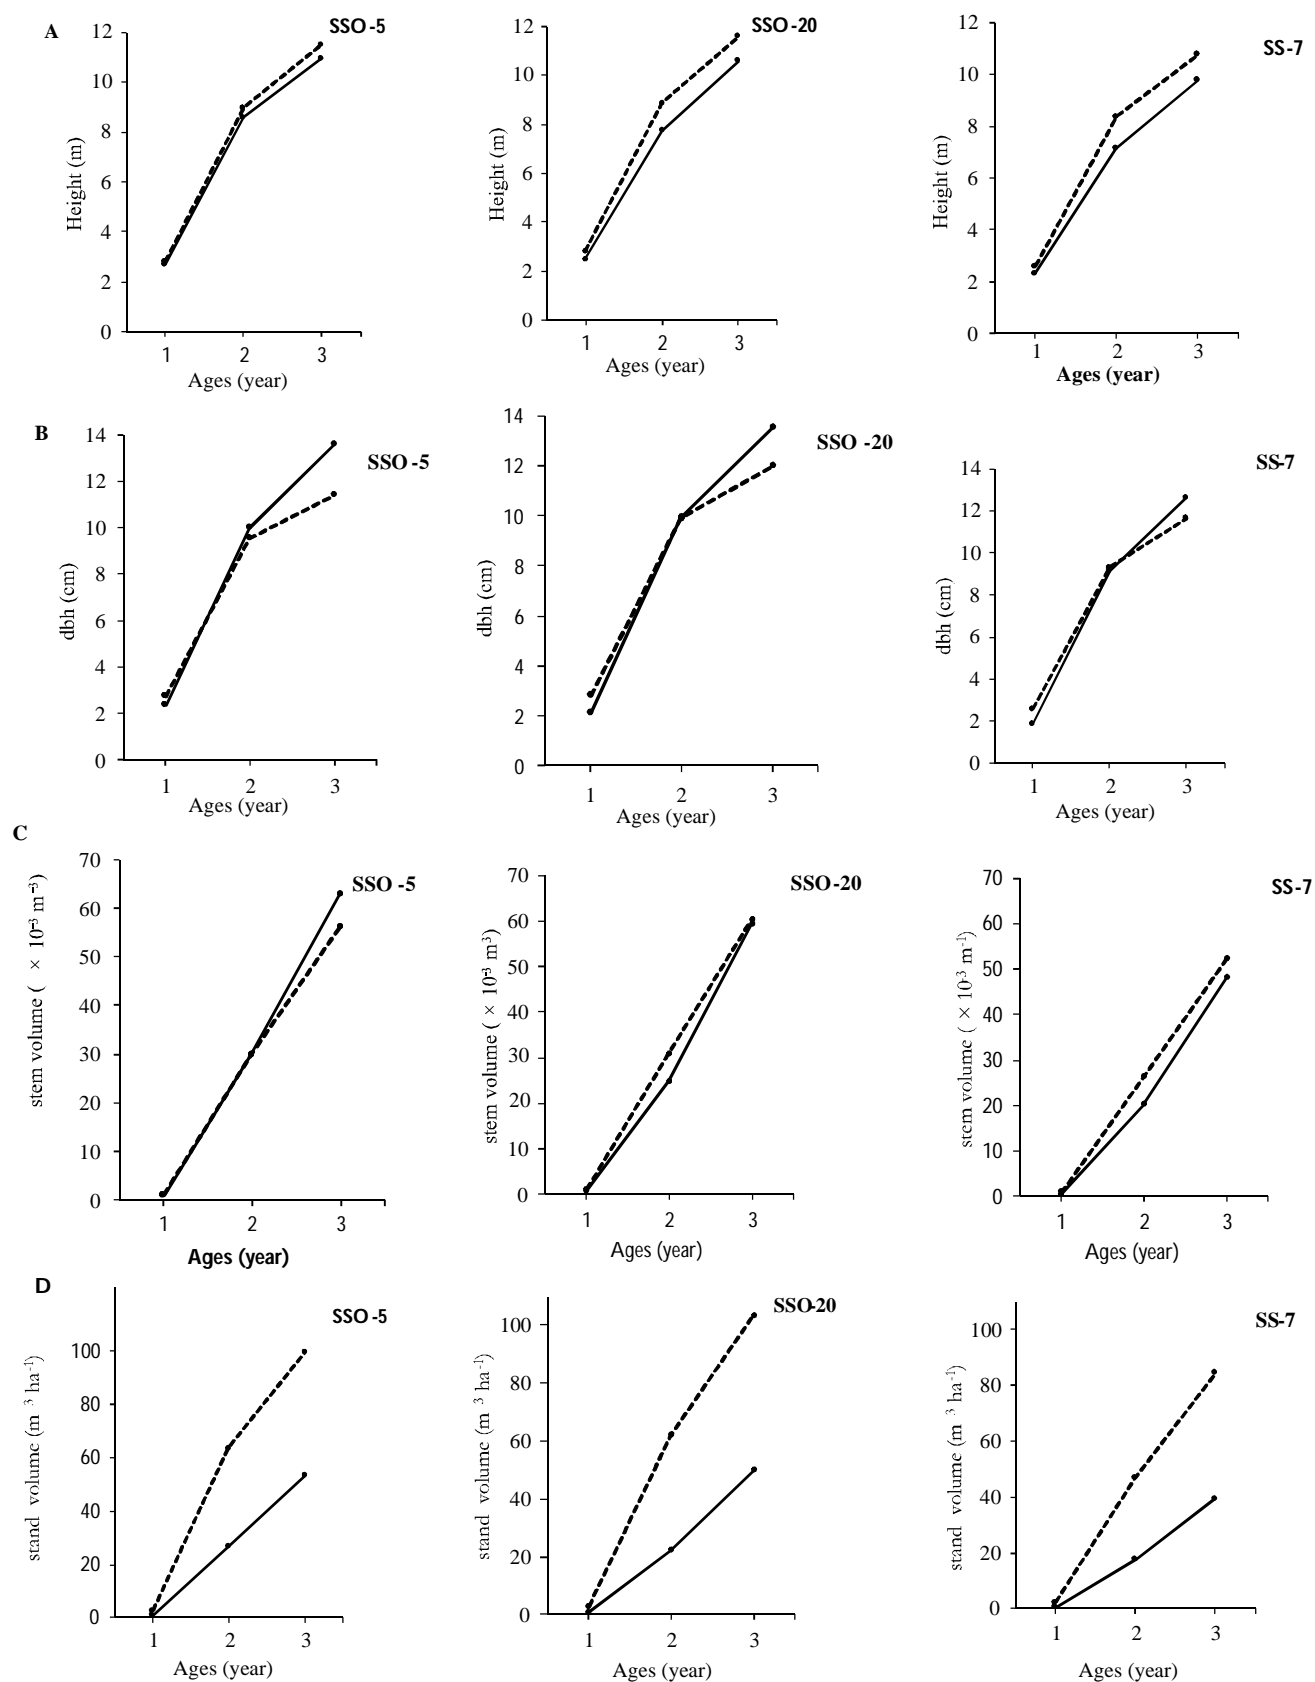 A
SSO-5
12
10
8
6
4
2
0
Height (m)
1 2 3
Ages (year)
SSO-20
12
10
8
6
4
2
0
Height (m)
1 2 3
Ages (year)
SS-7
12
10
8
6
4
2
0
Height (m)
1 2 3
Ages (year)
B
SSO-5
14
12
10
8
6
4
2
0
dbh (cm)
1 2 3
Ages (year)
SSO-20
14
12
10
8
6
4
2
0
dbh (cm)
1 2 3
Ages (year)
SS-7
14
12
10
8
6
4
2
0
dbh (cm)
1 2 3
Ages (year)
C
SSO-5
70
60
50
40
30
20
10
0
stem volume ( × 10⁻³ m⁻³)
1 2 3
Ages (year)
SSO-20
70
60
50
40
30
20
10
0
stem volume ( × 10⁻³ m³)
1 2 3
Ages (year)
SS-7
70
60
50
40
30
20
10
0
stem volume ( × 10⁻³ m⁻¹)
1 2 3
Ages (year)
D
SSO-5
100
80
60
40
20
0
stand volume (m ³ ha⁻¹)
1 2 3
Ages (year)
SSO-20
100
80
60
40
20
0
stand volume (m ³ ha⁻¹)
1 2 3
Ages (year)
SS-7
100
80
60
40
20
0
stand volume (m ³ ha⁻¹)
1 2 3
Ages (year)